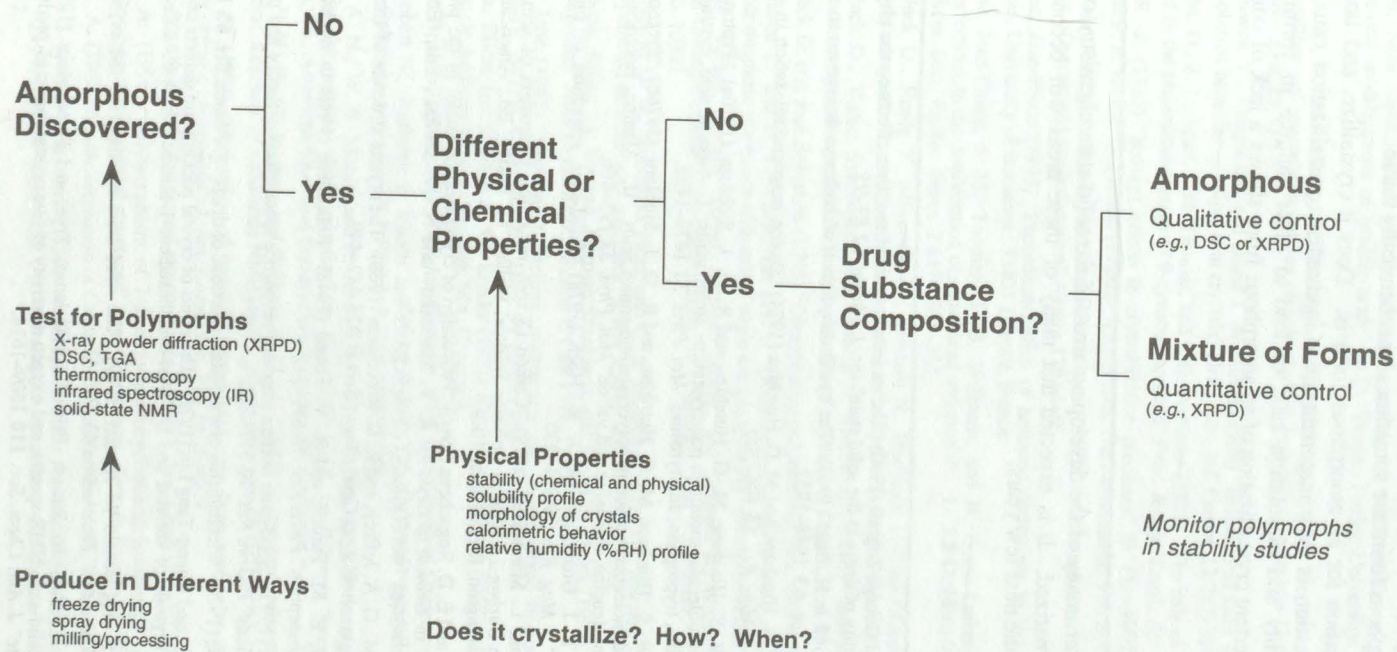 No
Amorphous
Discovered?
Yes
Different
Physical or
Chemical
Properties?
No
Yes
Drug
Substance
Composition?
Amorphous
Qualitative control
(e.g., DSC or XRPD)
Mixture of Forms
Quantitative control
(e.g., XRPD)
Monitor polymorphs
in stability studies
Test for Polymorphs
X-ray powder diffraction (XRPD)
DSC, TGA
thermomicroscopy
infrared spectroscopy (IR)
solid-state NMR
Physical Properties
stability (chemical and physical)
solubility profile
morphology of crystals
calorimetric behavior
relative humidity (%RH) profile
Produce in Different Ways
freeze drying
spray drying
milling/processing
Does it crystallize? How? When?